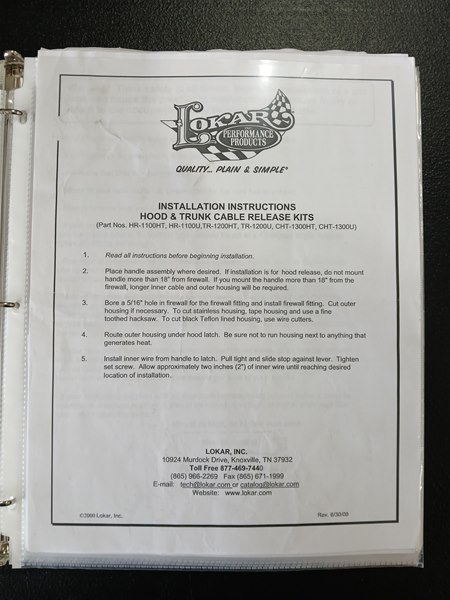 LOKAR
PERFORMANCE
PRODUCTS
QUALITY... PLAIN & SIMPLE®
INSTALLATION INSTRUCTIONS
HOOD & TRUNK CABLE RELEASE KITS
(Part Nos. HR-1100HT, HR-1100U,TR-1200HT, TR-1200U, CHT-1300HT, CHT-1300U)
1. Read all instructions before beginning installation.
2. Place handle assembly where desired. If installation is for hood release, do not mount
handle more than 18" from firewall. If you mount the handle more than 18" from the
firewall, longer inner cable and outer housing will be required.
3. Bore a 5/16" hole in firewall for the firewall fitting and install firewall fitting. Cut outer
housing if necessary. To cut stainless housing, tape housing and use a fine
toothed hacksaw. To cut black Teflon lined housing, use wire cutters.
4. Route outer housing under hood latch. Be sure not to run housing next to anything that
generates heat.
5. Install inner wire from handle to latch. Pull tight and slide stop against lever. Tighten
set screw. Allow approximately two inches (2") of inner wire until reaching desired
location of installation.
LOKAR, INC.
10924 Murdock Drive, Knoxville, TN 37932
Toll Free 877-469-7440
(865) 966-2269 Fax (865) 671-1999
E-mail: tech@lokar.com or catalog@lokar.com
Website: www.lokar.com
©2000 Lokar, Inc.
Rev. 6/30/00